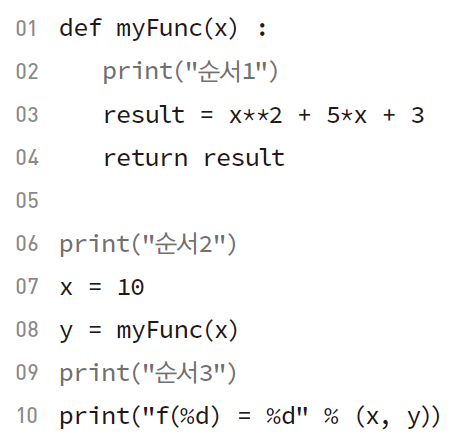 01 def myFunc(x) :
02    print("순서1")
03    result = x**2 + 5*x + 3
04    return result
05
06 print("순서2")
07 x = 10
08 y = myFunc(x)
09 print("순서3")
10 print("f(%d) = %d" % (x, y))